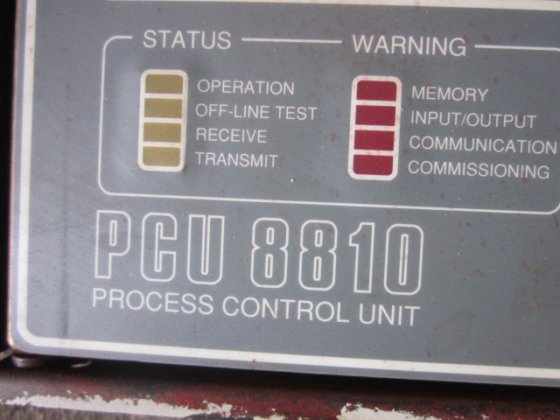 STATUS
OPERATION
OFF-LINE TEST
RECEIVE
TRANSMIT
WARNING
MEMORY
INPUT/OUTPUT
COMMUNICATION
COMMISSIONING
PCU 8810
PROCESS CONTROL UNIT